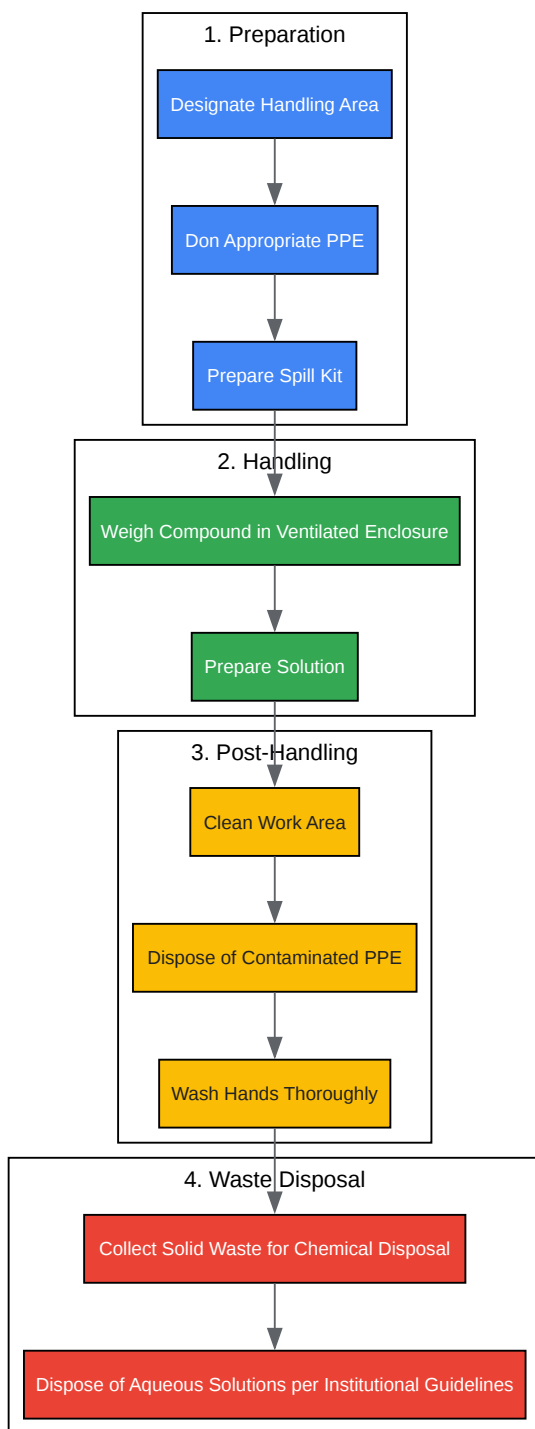 1. Preparation
Designate Handling Area
Don Appropriate PPE
Prepare Spill Kit
2. Handling
Weigh Compound in Ventilated Enclosure
Prepare Solution
3. Post-Handling
Clean Work Area
Dispose of Contaminated PPE
Wash Hands Thoroughly
4. Waste Disposal
Collect Solid Waste for Chemical Disposal
Dispose of Aqueous Solutions per Institutional Guidelines